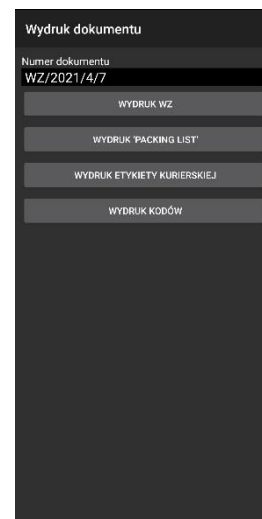 Wydruk dokumentu
Numer dokumentu
WZ/2021/4/7
WYDRUK WZ
WYDRUK 'PACKING LIST'
WYDRUK ETYKIETY KURIERSKIEJ
WYDRUK KODÓW